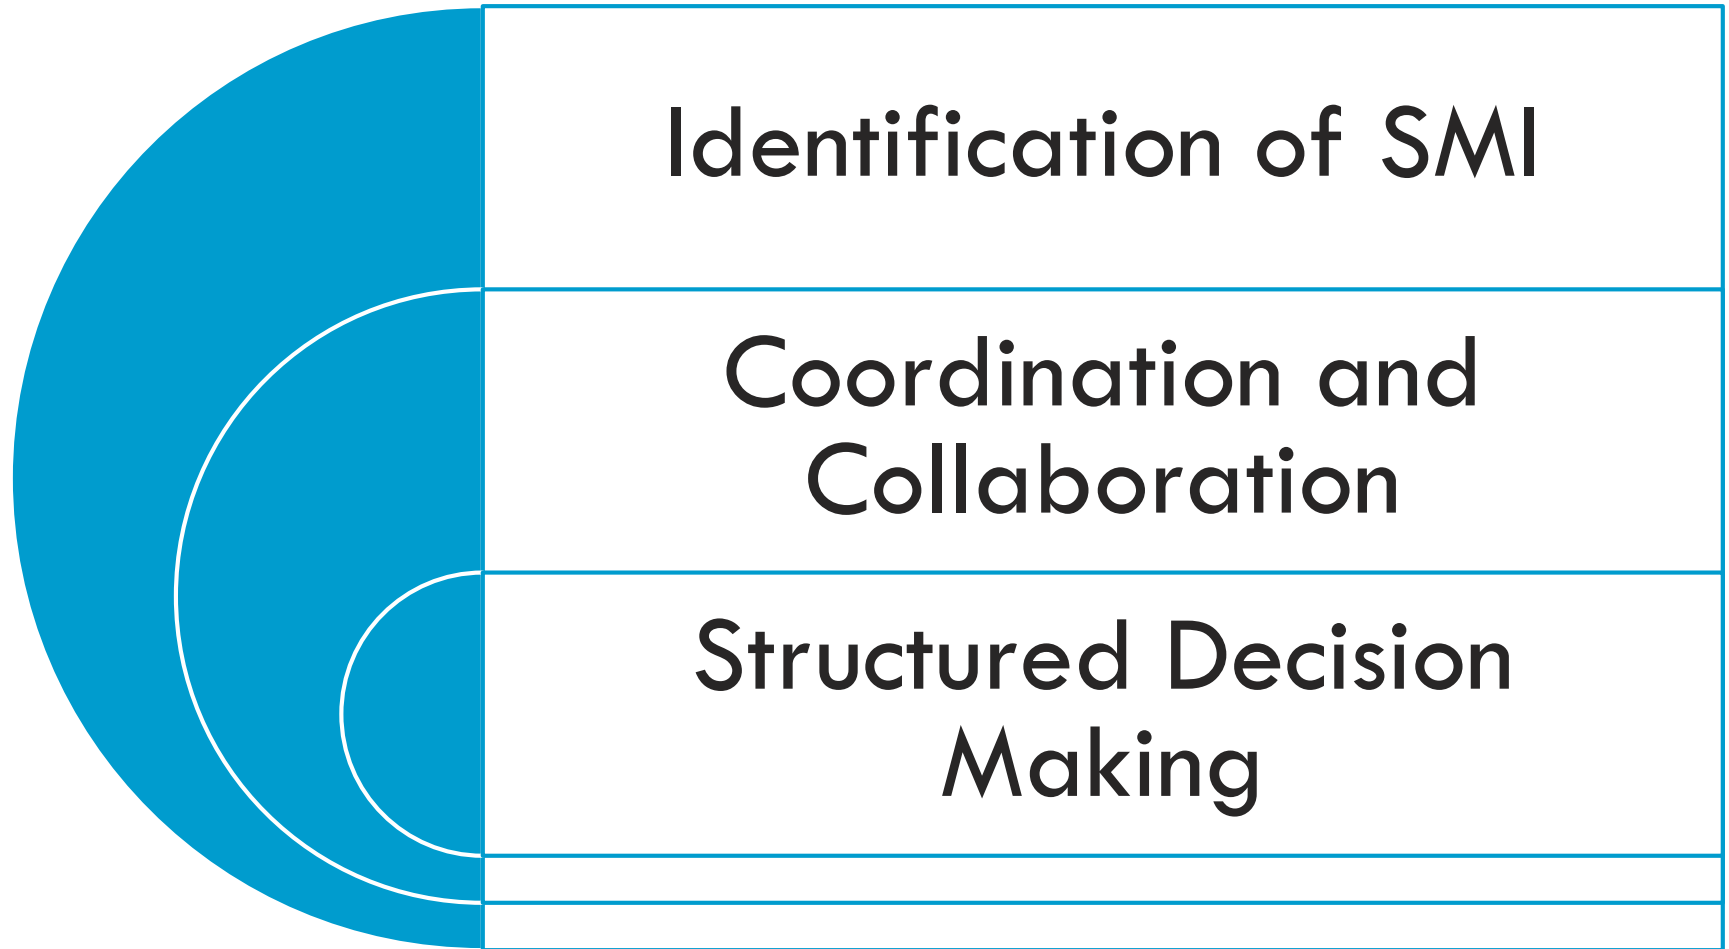 Identification of SMI
Coordination and
Collaboration
Structured Decision
Making